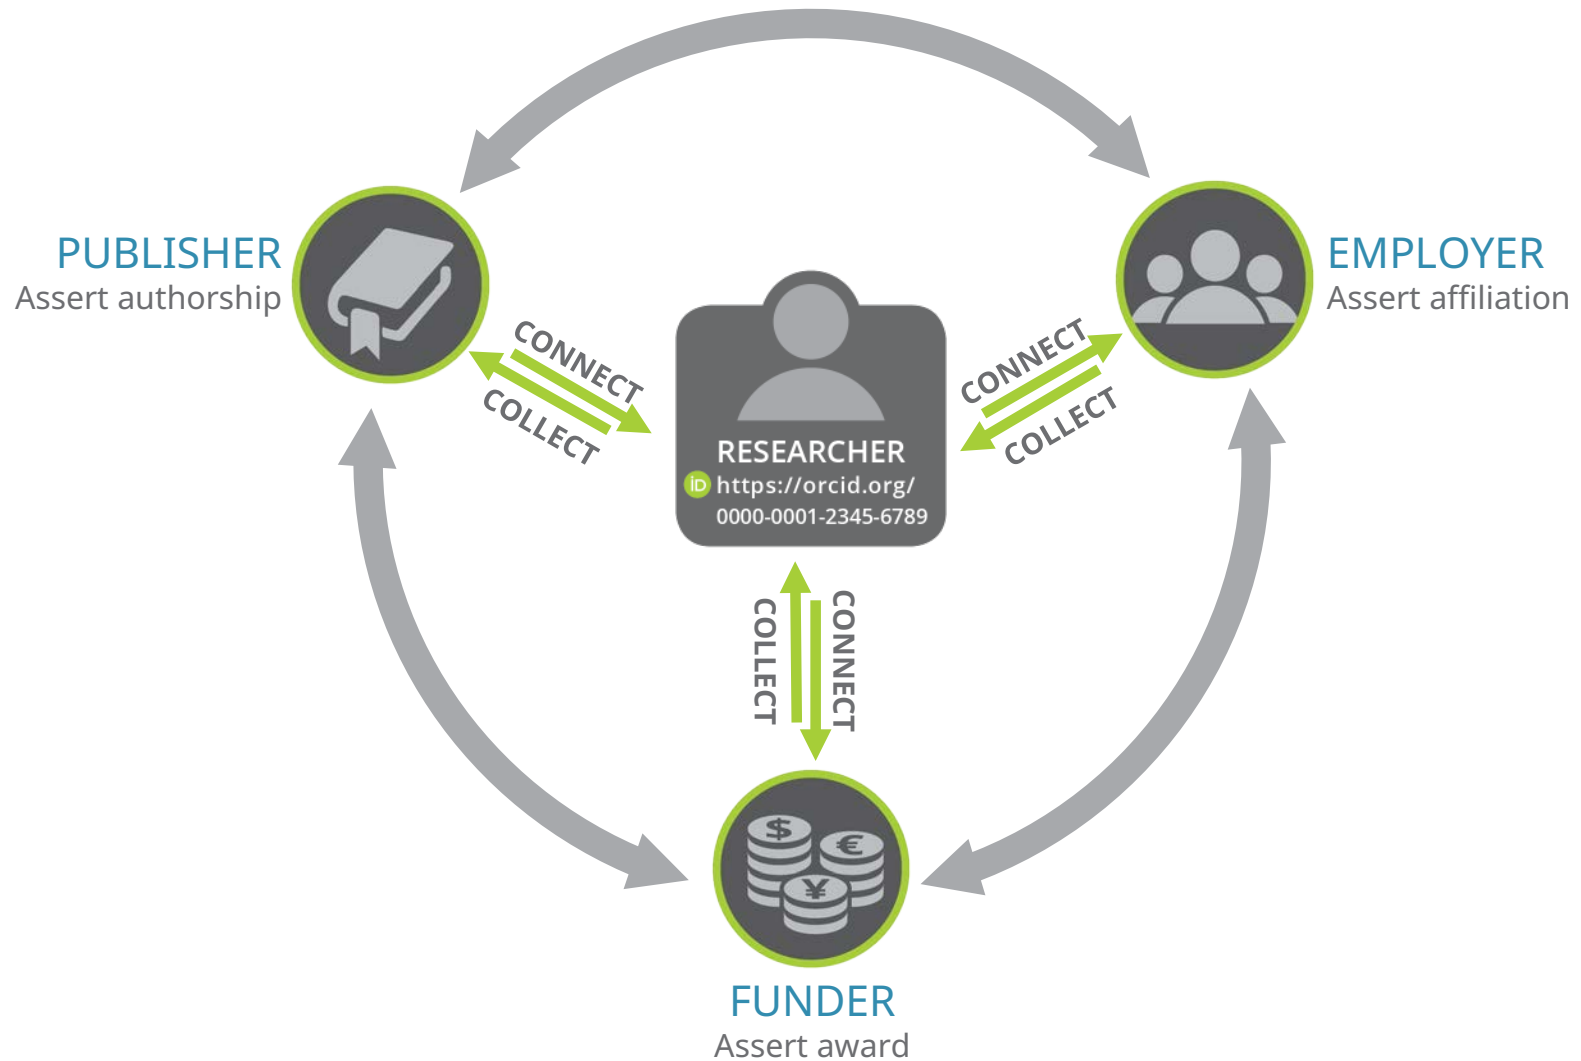 PUBLISHER
Assert authorship
EMPLOYER
Assert affiliation
CONNECT
COLLECT
CONNECT
COLLECT
RESEARCHER
iD https://orcid.org/
0000-0001-2345-6789
COLLECT
CONNECT
$
€
¥
FUNDER
Assert award